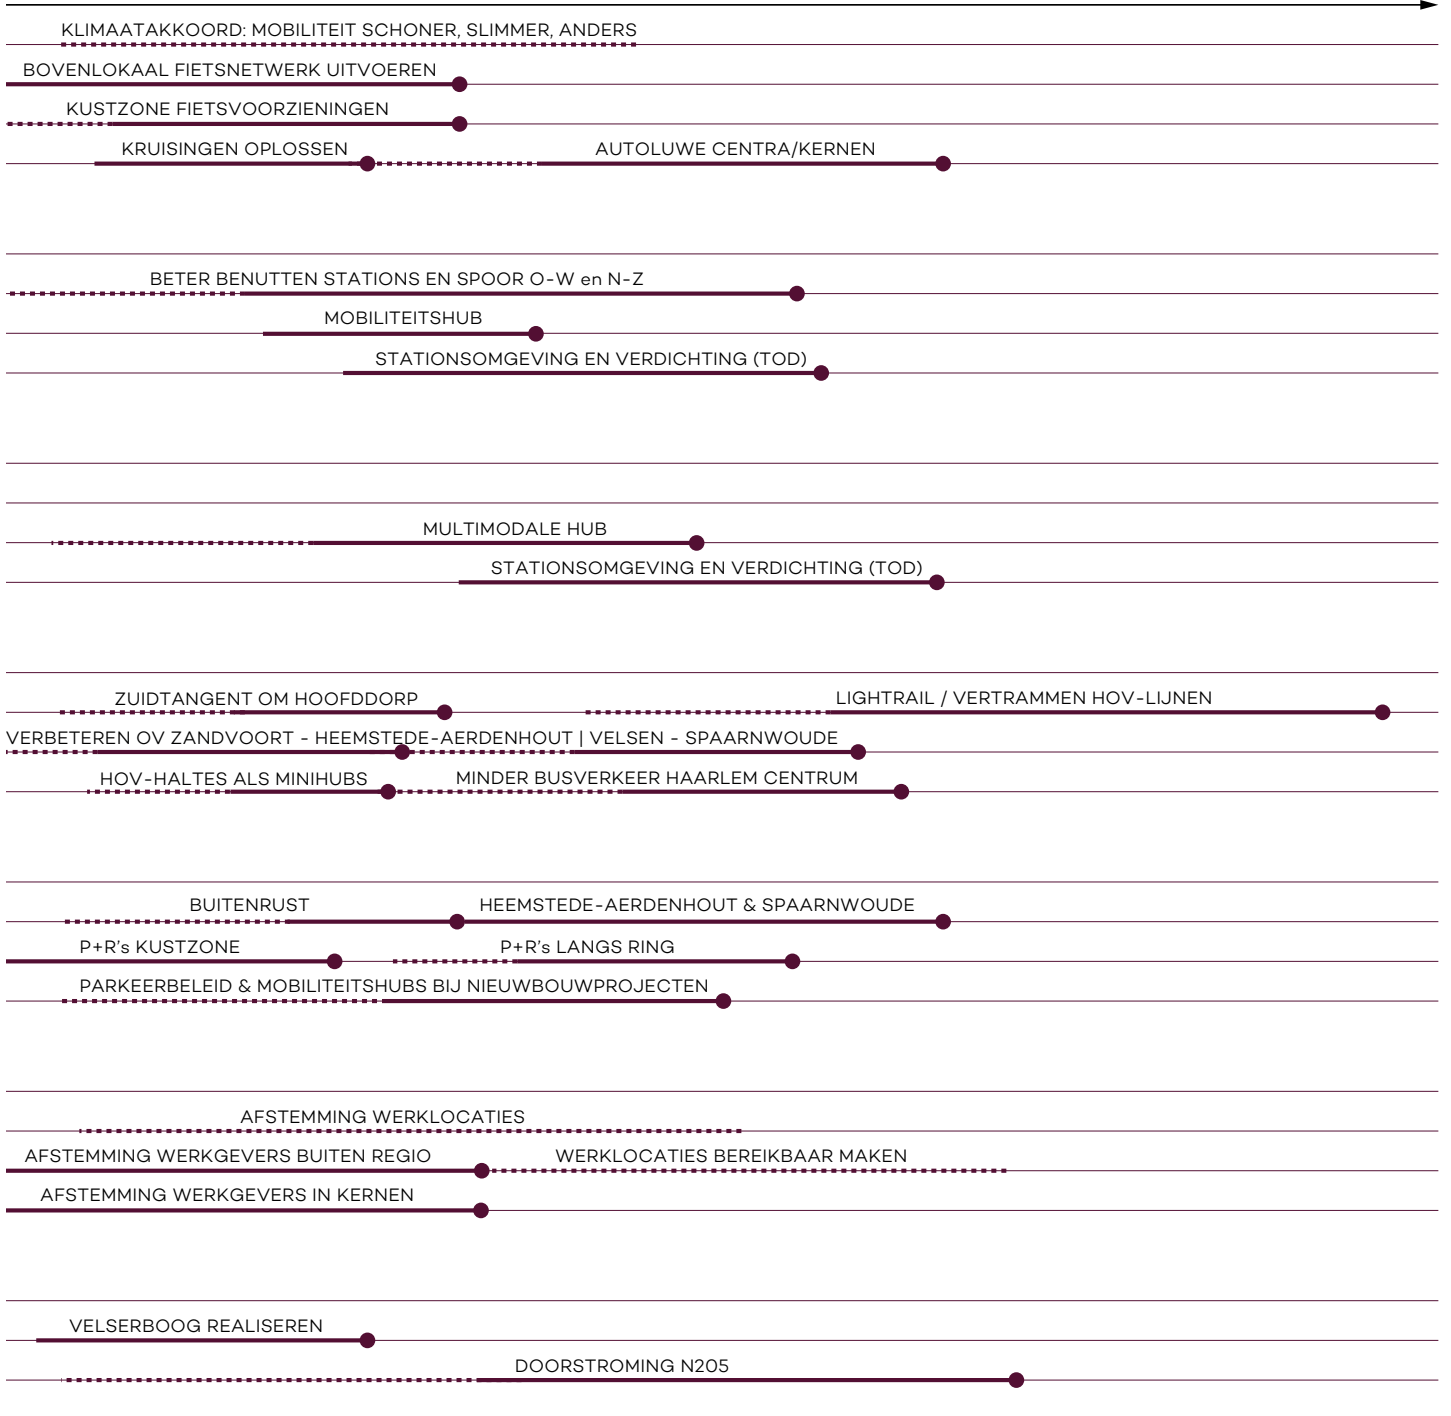 KLIMAATAKKOORD: MOBILITEIT SCHONER, SLIMMER, ANDERS
BOVENLOKAAL FIETSNETWERK UITVOEREN
KUSTZONE FIETSVOORZIENINGEN
KRUISINGEN OPLOSSEN
AUTOLUWE CENTRA/KERNEN
BETER BENUTTEN STATIONS EN SPOOR O-W en N-Z
MOBILITEITSHUB
STATIONSOMGEVING EN VERDICHTING (TOD)
MULTIMODALE HUB
STATIONSOMGEVING EN VERDICHTING (TOD)
ZUIDTANGENT OM HOOFDDORP
LIGHTRAIL / VERTRAMMEN HOV-LIJNEN
VERBETEREN OV ZANDVOORT - HEEMSTEDE-AERDENHOUT | VELSEN - SPAARNWOUDE
HOV-HALTES ALS MINIHUBS
MINDER BUSVERKEER HAARLEM CENTRUM
BUITENRUST
HEEMSTEDE-AERDENHOUT & SPAARNWOUDE
P+R's KUSTZONE
P+R's LANGS RING
PARKEERBELEID & MOBILITEITSHUBS BIJ NIEUWBOUWPROJECTEN
AFSTEMMING WERKLOCATIES
AFSTEMMING WERKGEVERS BUITEN REGIO
WERKLOCATIES BEREIKBAAR MAKEN
AFSTEMMING WERKGEVERS IN KERNEN
VELSERBOOG REALISEREN
DOORSTROMING N205